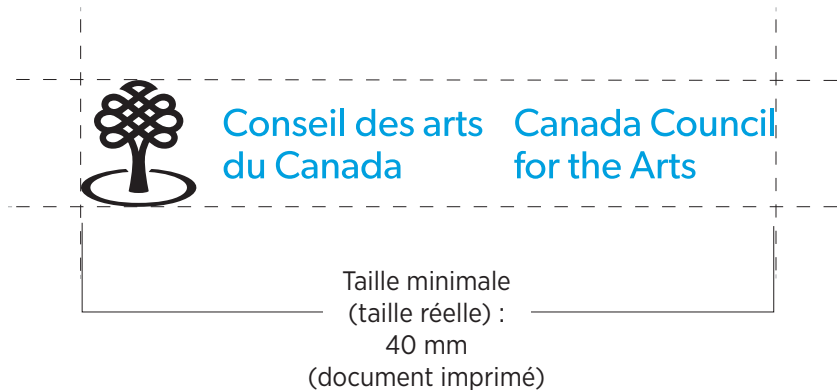 Conseil des arts
du Canada
Canada Council
for the Arts
Taille minimale
(taille réelle) :
40 mm
(document imprimé)